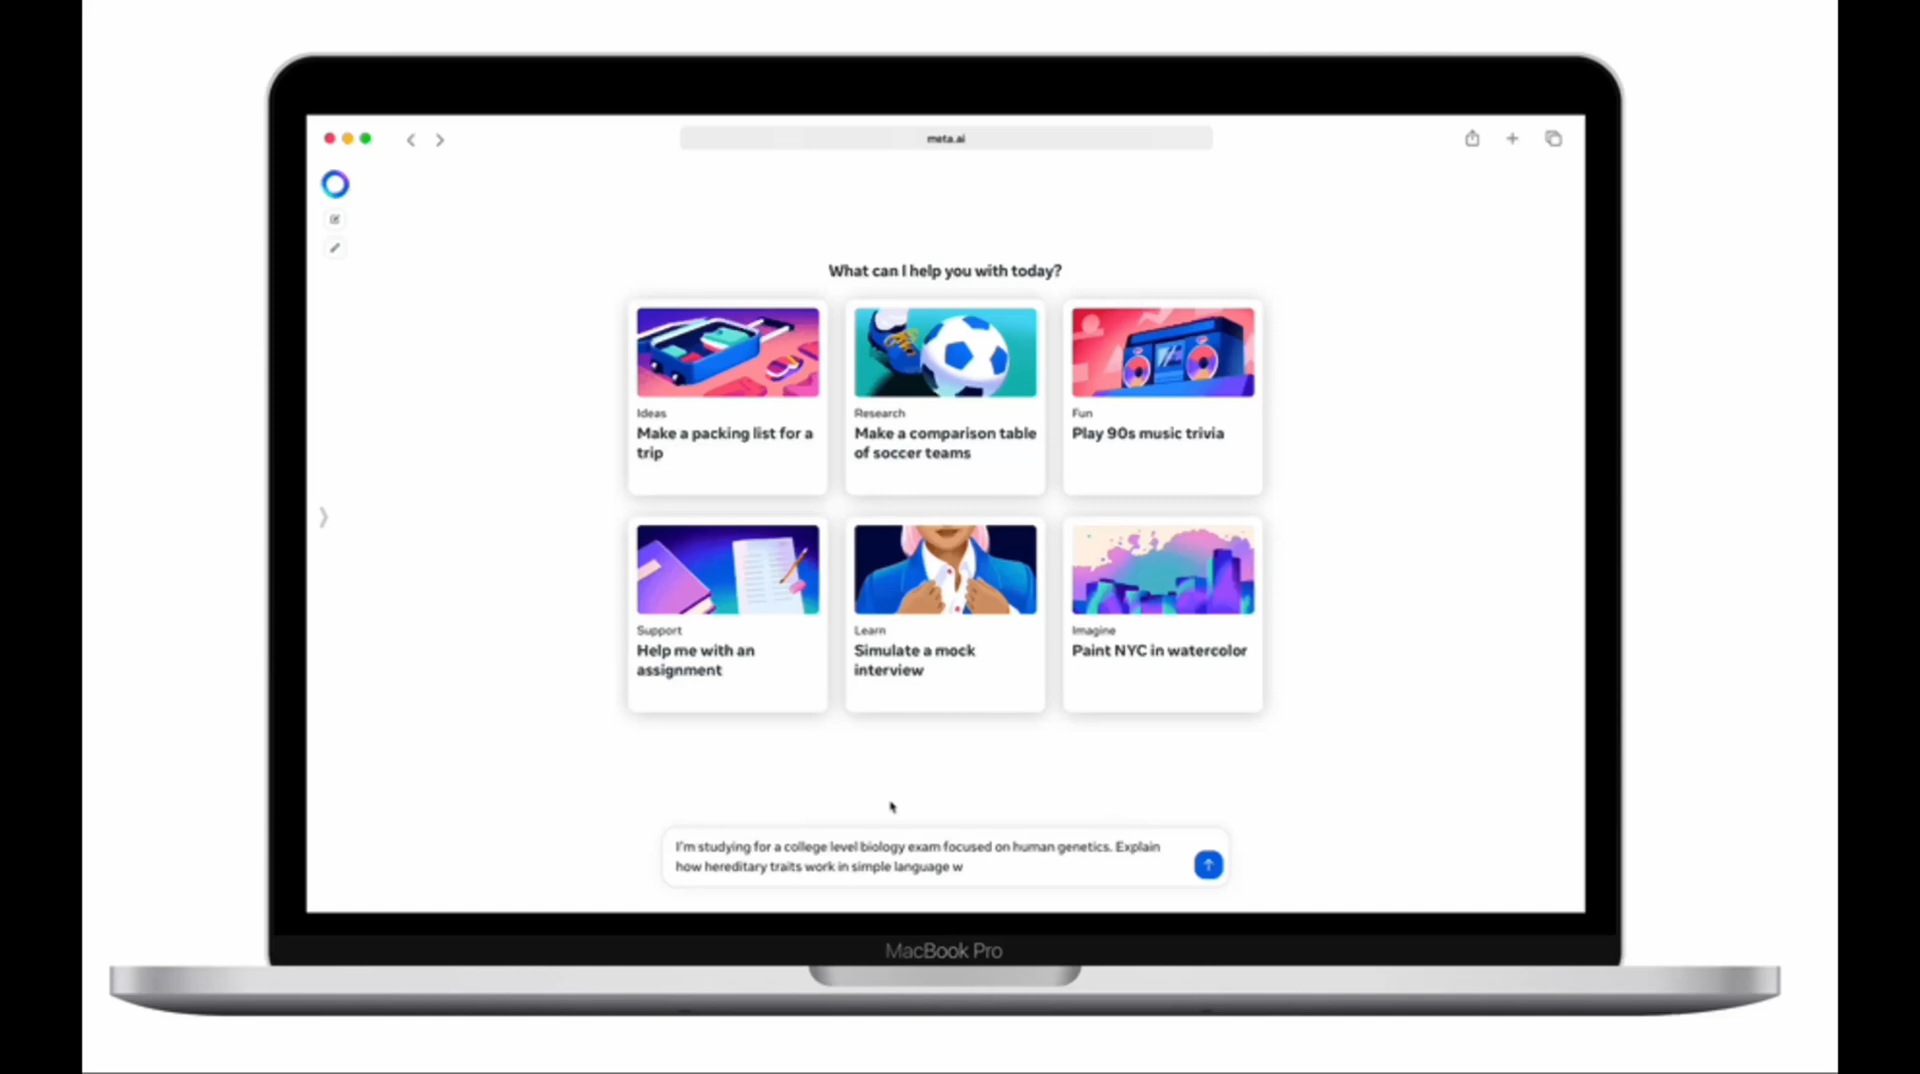 meta.ai
What can I help you with today?
Ideas
Make a packing list for a
trip
Research
Make a comparison table
of soccer teams
Fun
Play 90s music trivia
Support
Help me with an
assignment
Learn
Simulate a mock
interview
Imagine
Paint NYC in watercolor
I'm studying for a college level biology exam focused on human genetics. Explain
how hereditary traits work in simple language w
MacBook Pro